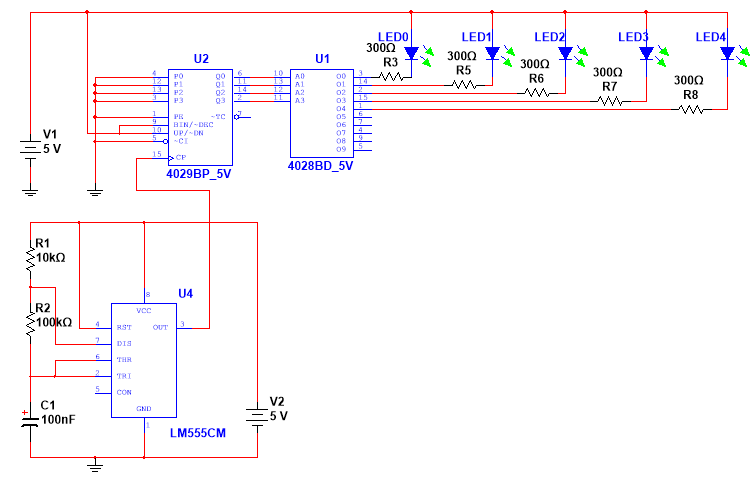 LED0 LED1 LED2 LED3 LED4
300Ω R3
300Ω R5
300Ω R6
300Ω R7
300Ω R8
U2
4 P0 Q0 6
12 P1 Q1 11
13 P2 Q2 14
3 P3 Q3 2
1 PE ~TC 7
9 BIN/~DEC
10 UP/~DN
5 ~CI
15 CP
4029BP_5V
U1
10 A0 O0 3
13 A1 O1 14
12 A2 O2 2
11 A3 O3 15
O4 1
O5 6
O6 7
O7 4
O8 9
O9 5
4028BD_5V
V1
5 V
R1
10kΩ
R2
100kΩ
C1
100nF
U4
8
VCC
4 RST OUT 3
7 DIS
6 THR
2 TRI
5 CON
GND
1
LM555CM
V2
5 V